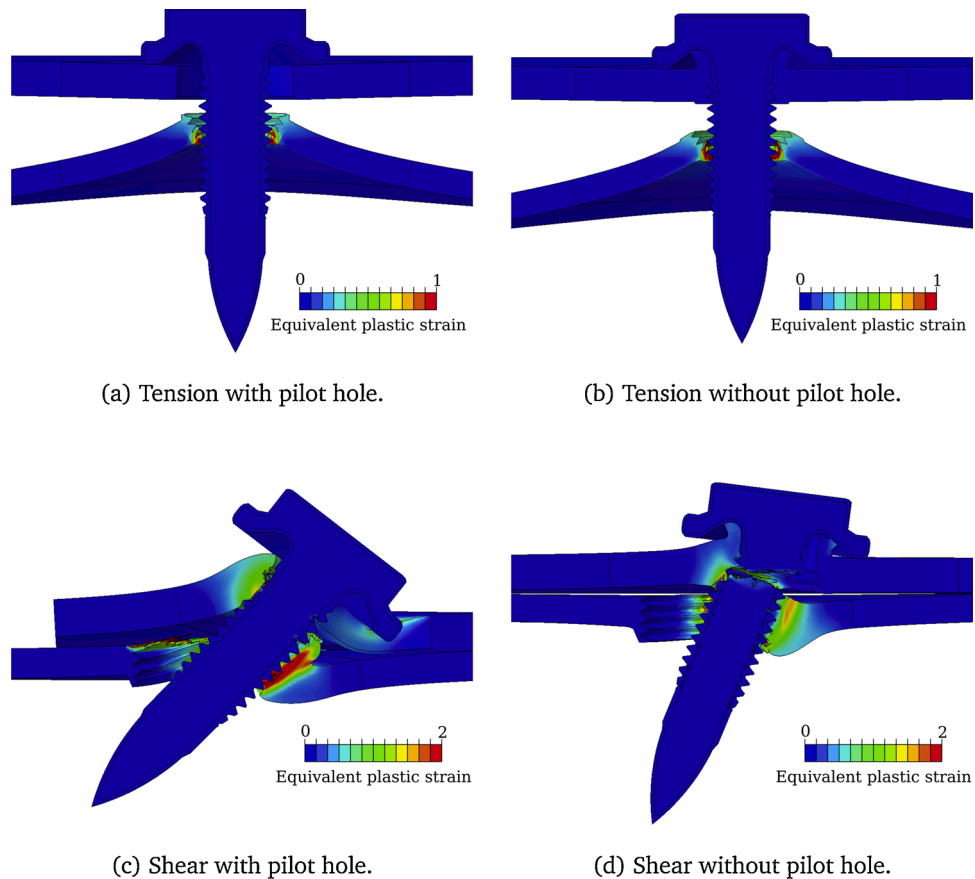 0 1
Equivalent plastic strain
0 1
Equivalent plastic strain
(a) Tension with pilot hole.
(b) Tension without pilot hole.
0 2
Equivalent plastic strain
0 2
Equivalent plastic strain
(c) Shear with pilot hole.
(d) Shear without pilot hole.